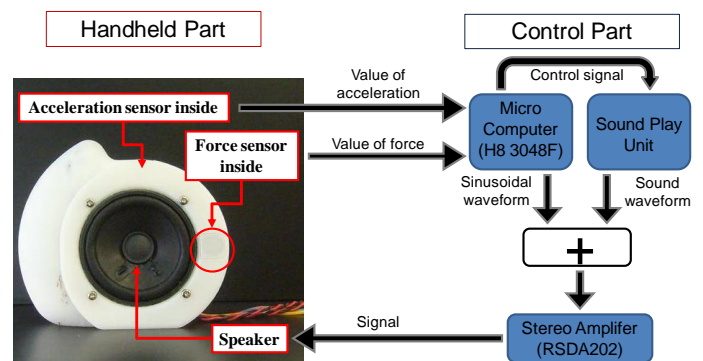 Handheld Part
Control Part
Acceleration sensor inside
Force sensor
inside
Speaker
Value of
acceleration
Value of force
Control signal
Micro
Computer
(H8 3048F)
Sound Play
Unit
Sinusoidal
waveform
Sound
waveform
+
Signal
Stereo Amplifer
(RSDA202)